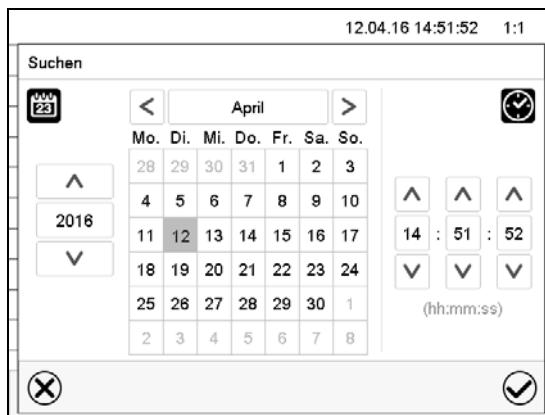 12.04.16 14:51:52 1:1
Suchen
23
< April >
Mo. Di. Mi. Do. Fr. Sa. So.
28 29 30 31 1 2 3
4 5 6 7 8 9 10
2016
11 12 13 14 15 16 17
14 : 51 : 52
18 19 20 21 22 23 24
25 26 27 28 29 30 1
(hh:mm:ss)
2 3 4 5 6 7 8